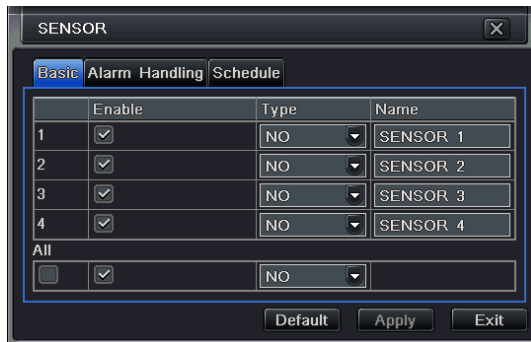 SENSOR
Basic Alarm Handling Schedule
Enable Type Name
1 NO SENSOR 1
2 NO SENSOR 2
3 NO SENSOR 3
4 NO SENSOR 4
All
NO
Default Apply Exit